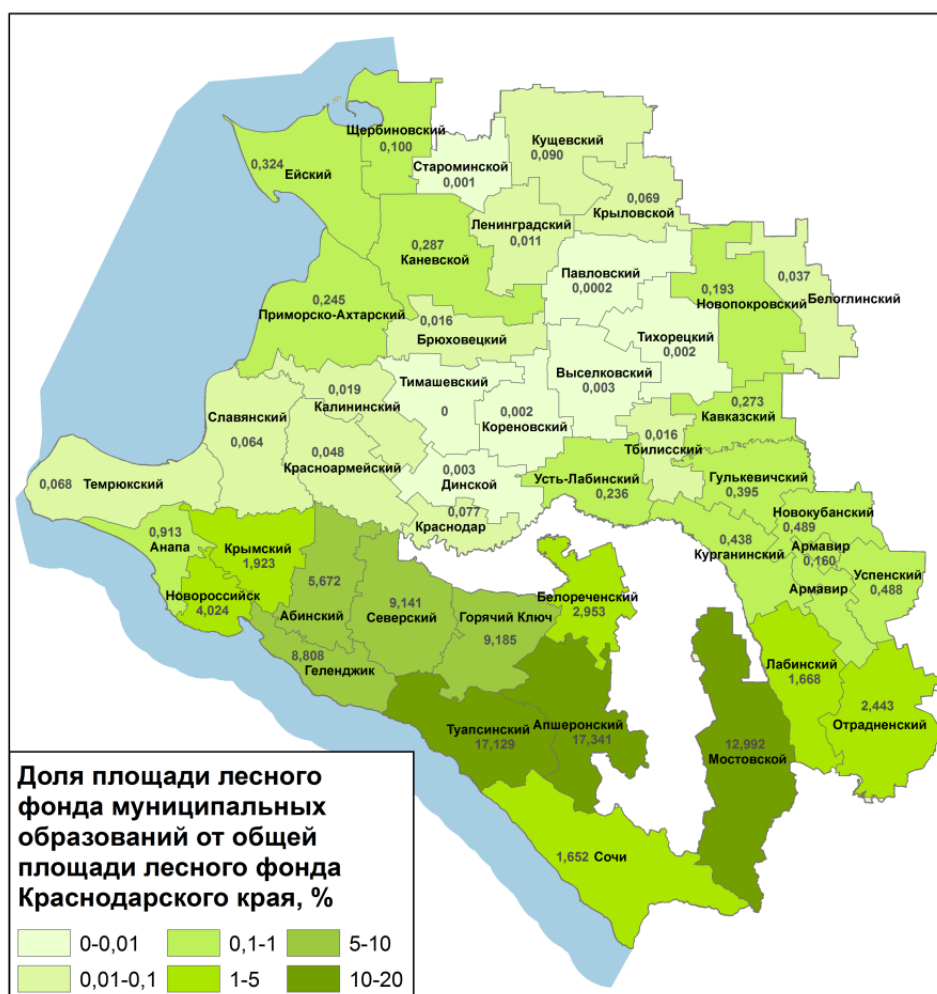 Щербиновский
0,100
Кущевский
0,090
0,324
Ейский
Староминской
0,001
0,069
Крыловской
Ленинградский
0,011
0,287
Каневской
Павловский
0,0002
0,193
Новопокровский
0,037
Белоглинский
0,245
Приморско-Ахтарский
0,016
Брюховецкий
Тихорецкий
0,002
Тимашевский
0
Выселковский
0,003
0,019
Калининский
0,002
Кореновский
0,273
Кавказский
Славянский
0,064
0,016
Тбилисский
0,048
Красноармейский
0,003
Динской
Усть-Лабинский
0,236
Гулькевичский
0,395
0,068
Темрюкский
0,077
Краснодар
Новокубанский
0,489
0,913
Анапа
Крымский
1,923
0,438
Курганинский
Армавир
0,160
Армавир
Успенский
0,488
Новороссийск
4,024
5,672
Абинский
9,141
Северский
Горячий Ключ
9,185
Белореченский
2,953
8,808
Геленджик
Лабинский
1,668
2,443
Отрадненский
Туапсинский
17,129
Апшеронский
17,341
12,992
Мостовской
1,652 Сочи
Доля площади лесного
фонда муниципальных
образований от общей
площади лесного фонда
Краснодарского края, %
0-0,01
0,1-1
5-10
0,01-0,1
1-5
10-20